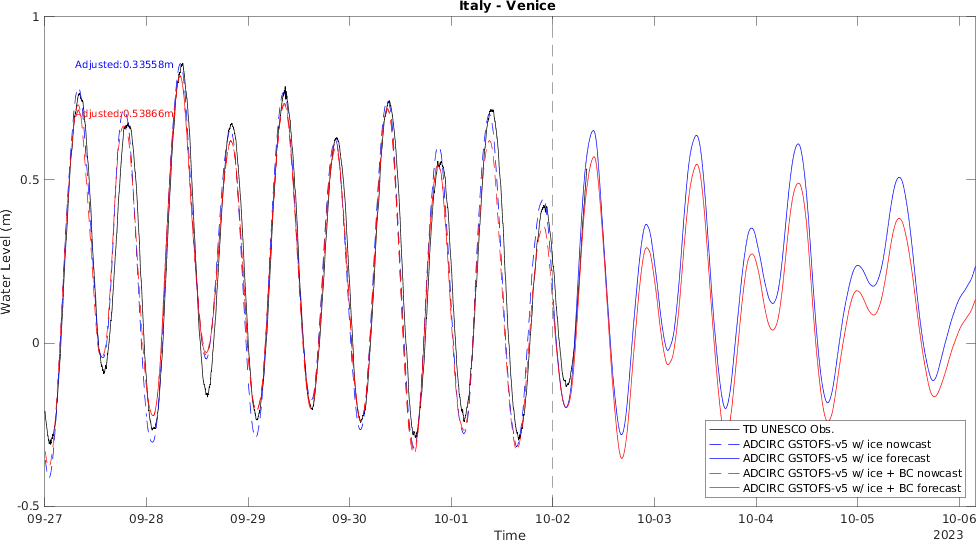 Italy - Venice
Water Level (m)
1
0.5
0
-0.5
Adjusted:0.33558m
djusted:0.53866m
TD UNESCO Obs.
ADCIRC GSTOFS-v5 w/ ice nowcast
ADCIRC GSTOFS-v5 w/ ice forecast
ADCIRC GSTOFS-v5 w/ ice + BC nowcast
ADCIRC GSTOFS-v5 w/ ice + BC forecast
09-27 09-28 09-29 09-30 10-01 10-02 10-03 10-04 10-05 10-06
Time
2023